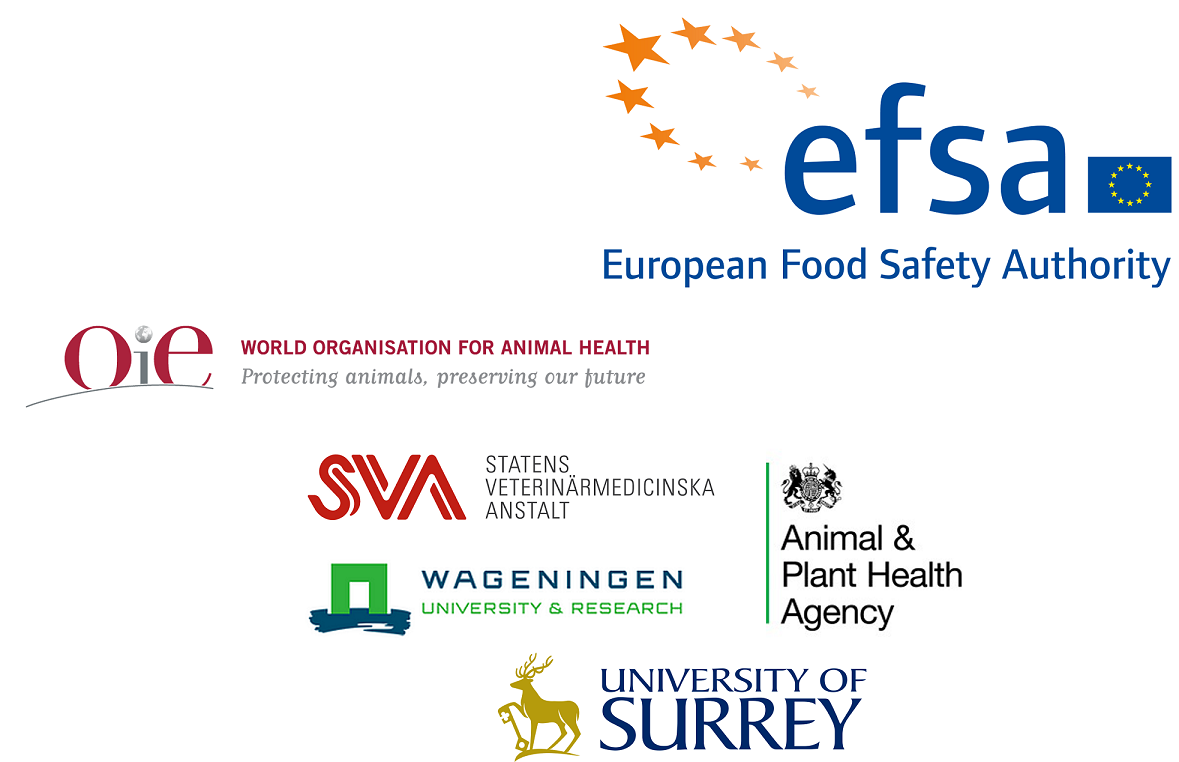 efsa
European Food Safety Authority
oie
WORLD ORGANISATION FOR ANIMAL HEALTH
Protecting animals, preserving our future
SVA
STATENS
VETERINÄRMEDICINSKA
ANSTALT
Animal &
Plant Health
Agency
WAGENINGEN
UNIVERSITY & RESEARCH
UNIVERSITY OF
SURREY